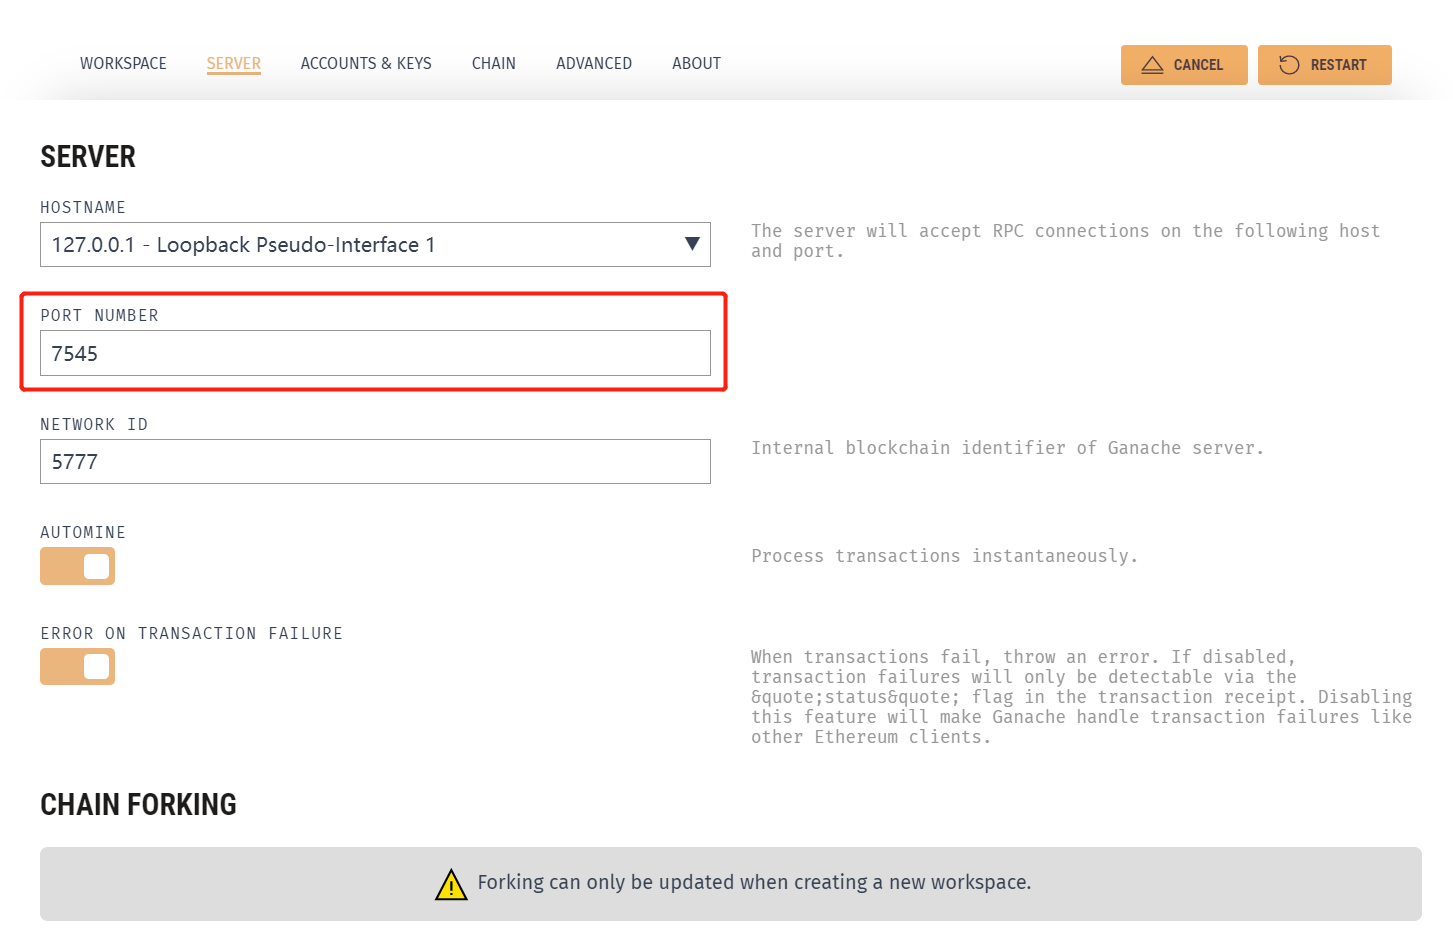 WORKSPACE SERVER ACCOUNTS & KEYS CHAIN ADVANCED ABOUT CANCEL RESTART
SERVER
HOSTNAME
127.0.0.1 - Loopback Pseudo-Interface 1
The server will accept RPC connections on the following host
and port.
PORT NUMBER
7545
NETWORK ID
5777
Internal blockchain identifier of Ganache server.
AUTOMINE
Process transactions instantaneously.
ERROR ON TRANSACTION FAILURE
When transactions fail, throw an error. If disabled,
transaction failures will only be detectable via the
&quote;status&quote; flag in the transaction receipt. Disabling
this feature will make Ganache handle transaction failures like
other Ethereum clients.
CHAIN FORKING
Forking can only be updated when creating a new workspace.